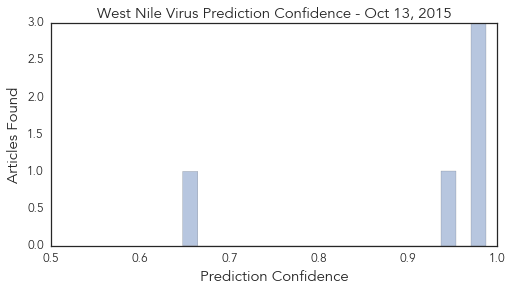 West Nile Virus Prediction Confidence - Oct 13, 2015
3.0
2.5
2.0
1.5
1.0
0.5
0.0
Articles Found
0.5 0.6 0.7 0.8 0.9 1.0
Prediction Confidence